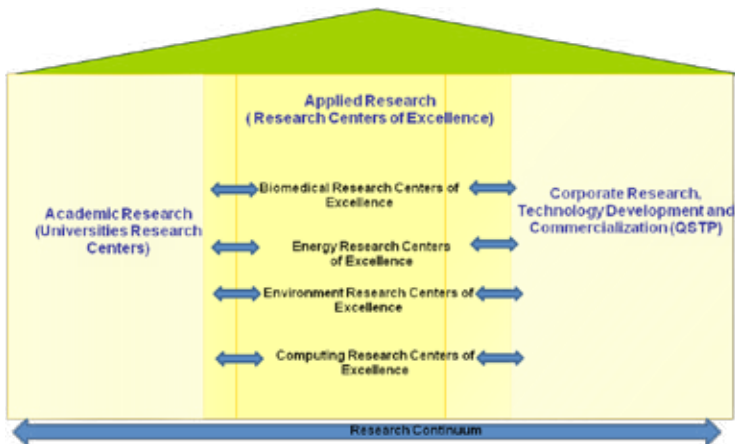 Applied Research
( Research Centers of Excellence)
Academic Research
(Universities Research
Centers)
Biomedical Research Centers of
Excellence
Energy Research Centers
of Excellence
Environment Research Centers of
Excellence
Computing Research Centers of
Excellence
Corporate Research,
Technology Development and
Commercialization (QSTP)
Research Continuum